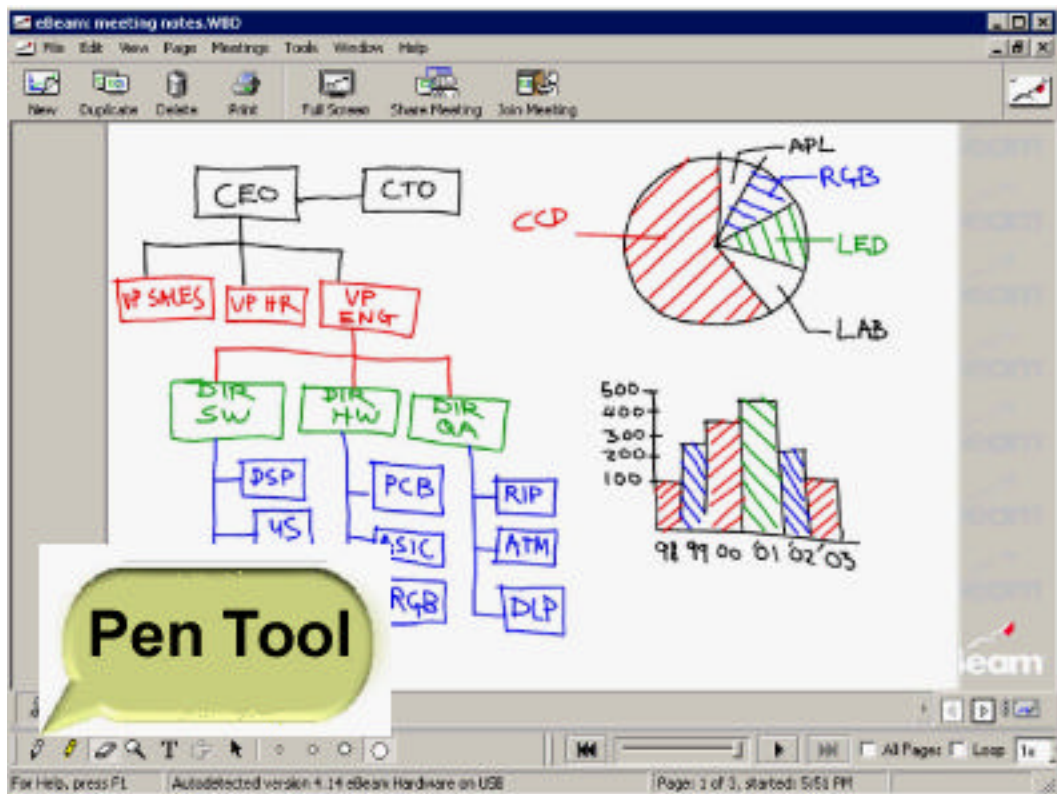 eBeam: meeting notes.WBD
File Edit View Page Meetings Tools Window Help
New Duplicate Delete Print Full Screen Share Meeting Join Meeting
CEO
CTO
VP SALES
VP HR
VP
ENG
DIR
SW
DIR
HW
DIR
QA
DSP
PCB
RIP
ASIC
ATM
RGB
DLP
APL
RGB
CCD
LED
LAB
500
400
300
200
100
98 99 00 '01 '02 '03
Pen Tool
eam
T
All Pages Loop 1x
For Help, press F1
Autodetected version 4.14 eBeam Hardware on USB
Page: 1 of 3, started: 5:51 PM